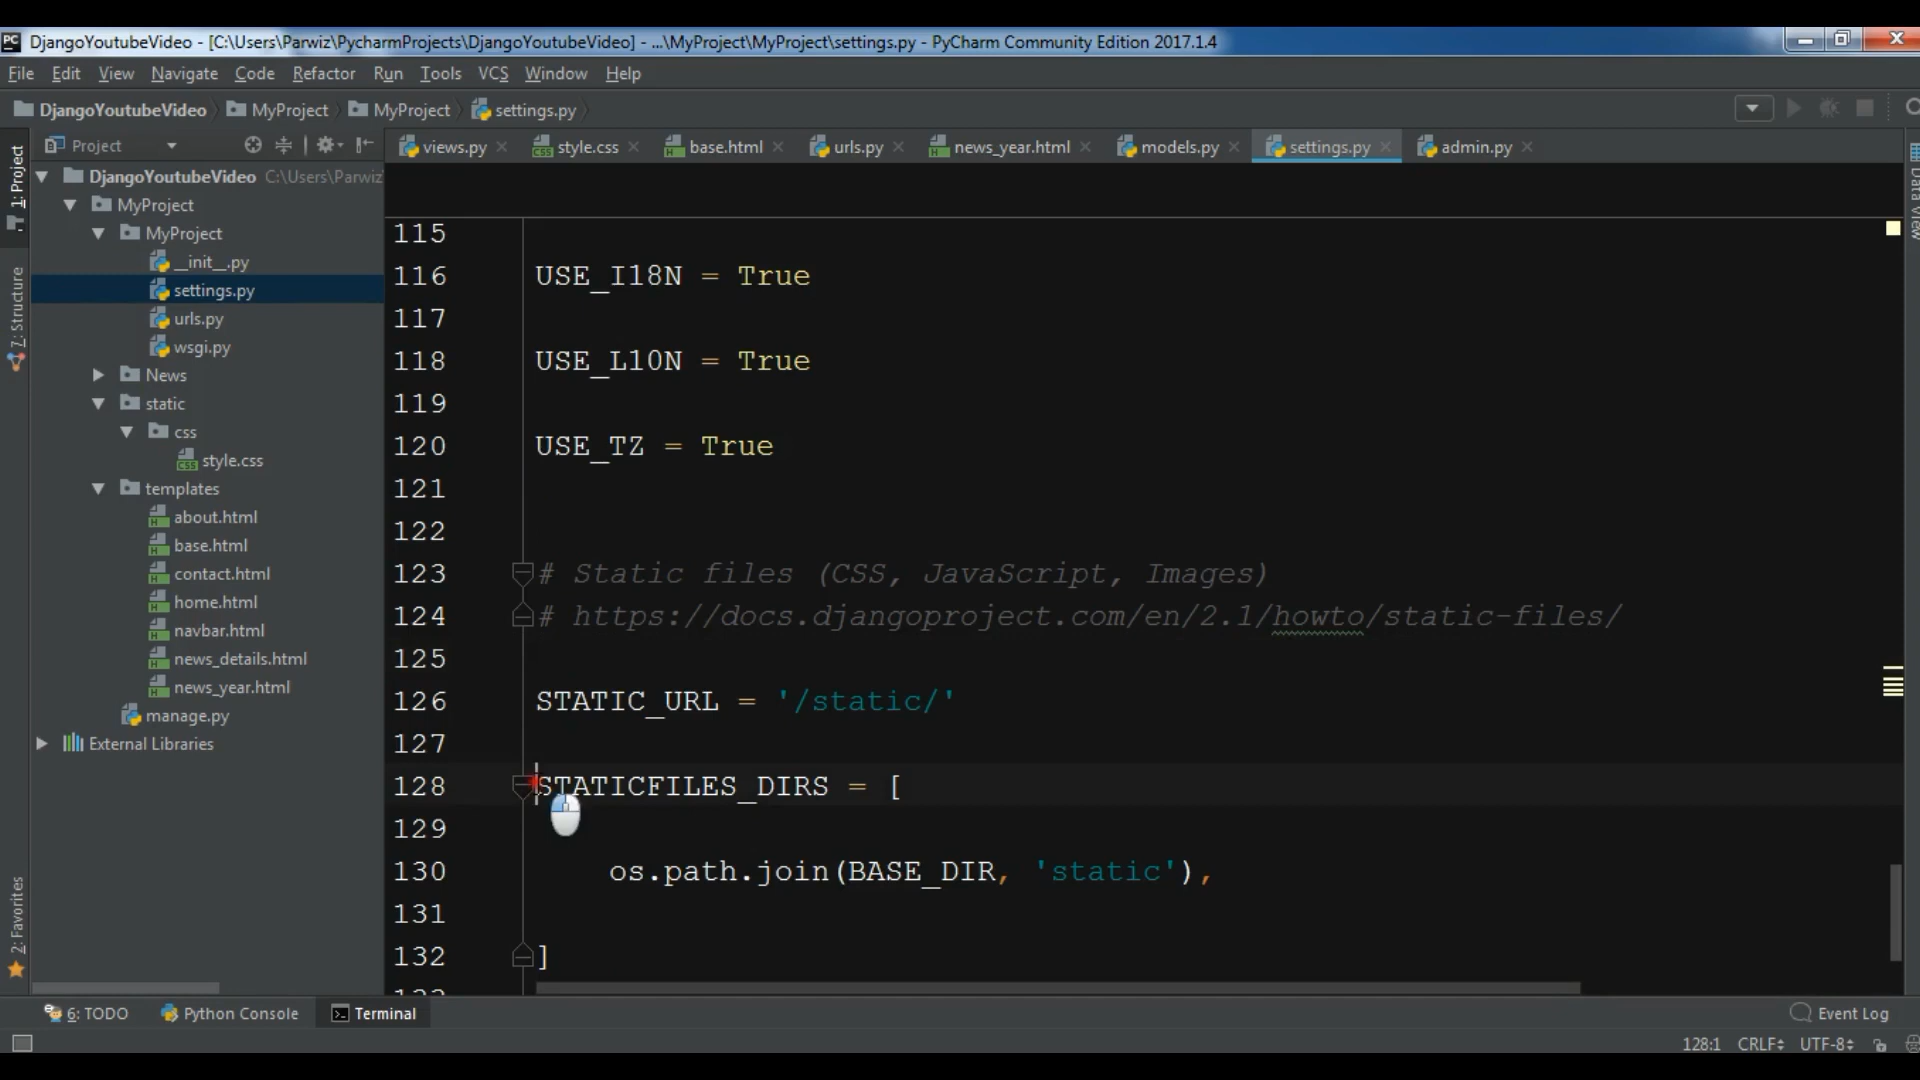 DjangoYoutubeVideo - [C:\Users\Parwiz\PycharmProjects\DjangoYoutubeVideo] - ...\MyProject\MyProject\settings.py - PyCharm Community Edition 2017.1.4
File Edit View Navigate Code Refactor Run Tools VCS Window Help
DjangoYoutubeVideo MyProject MyProject settings.py
Project
views.py style.css base.html urls.py news_year.html models.py settings.py admin.py
1: Project
7: Structure
2: Favorites
DjangoYoutubeVideo C:\Users\Parwiz
MyProject
MyProject
__init__.py
settings.py
urls.py
wsgi.py
News
static
css
style.css
templates
about.html
base.html
contact.html
home.html
navbar.html
news_details.html
news_year.html
manage.py
External Libraries
115
116 USE_I18N = True
117
118 USE_L10N = True
119
120 USE_TZ = True
121
122
123 # Static files (CSS, JavaScript, Images)
124 # https://docs.djangoproject.com/en/2.1/howto/static-files/
125
126 STATIC_URL = '/static/'
127
128 STATICFILES_DIRS = [
129
130 os.path.join(BASE_DIR, 'static'),
131
132 ]
Data View
6: TODO Python Console Terminal Event Log
128:1 CRLF UTF-8